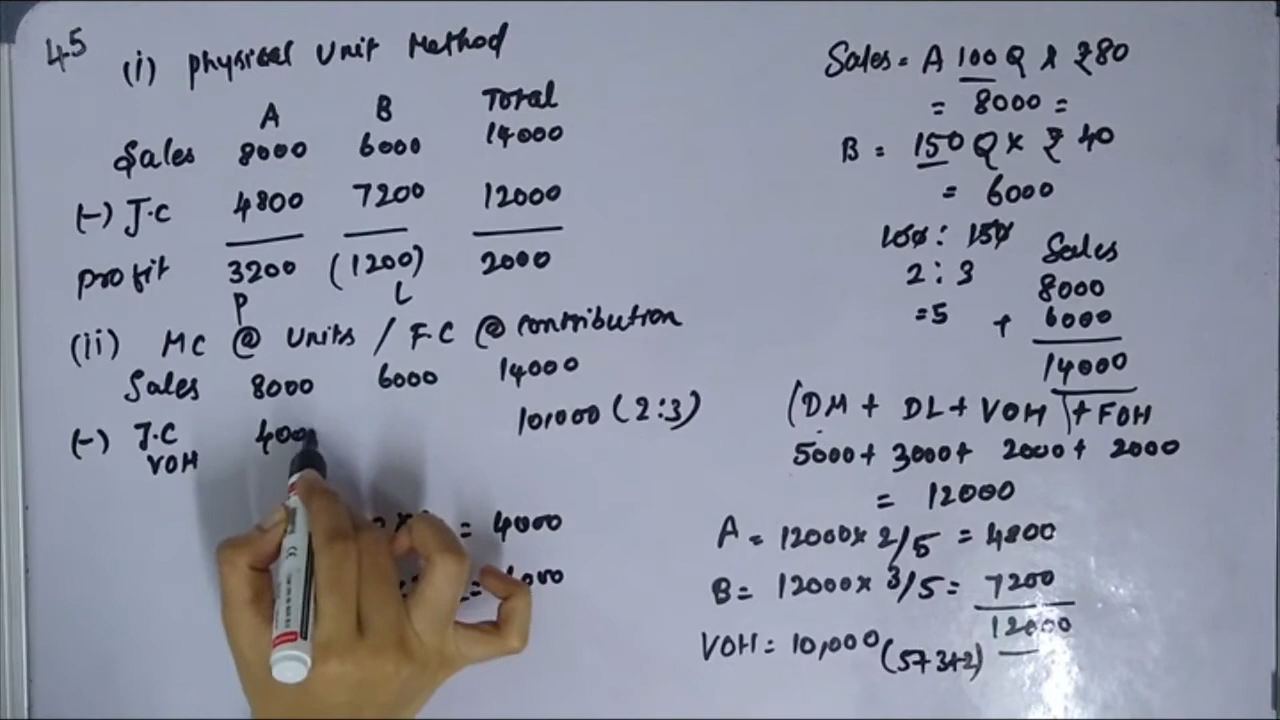 45
(i) Physical Unit Method
A B Total
Sales 8000 6000 14000
(-) J.C 4800 7200 12000
Profit 3200 (1200) 2000
P L
(ii) MC @ Units / F.C @ contribution
Sales 8000 6000 14000
(-) J.C 4000 10,000 (2:3)
VOH
= 4000
Sales = A 100 Q x ₹80
= 8000 =
B = 150 Q x ₹ 40
= 6000
100 : 150
2 : 3
=5
Sales
8000
+ 6000
14000
(DM + DL + VOH) + FOH
5000 + 3000 + 2000 + 2000
= 12000
A = 12000 x 2/5 = 4800
B = 12000 x 3/5 = 7200
12000
VOH = 10,000 (5+3+2)